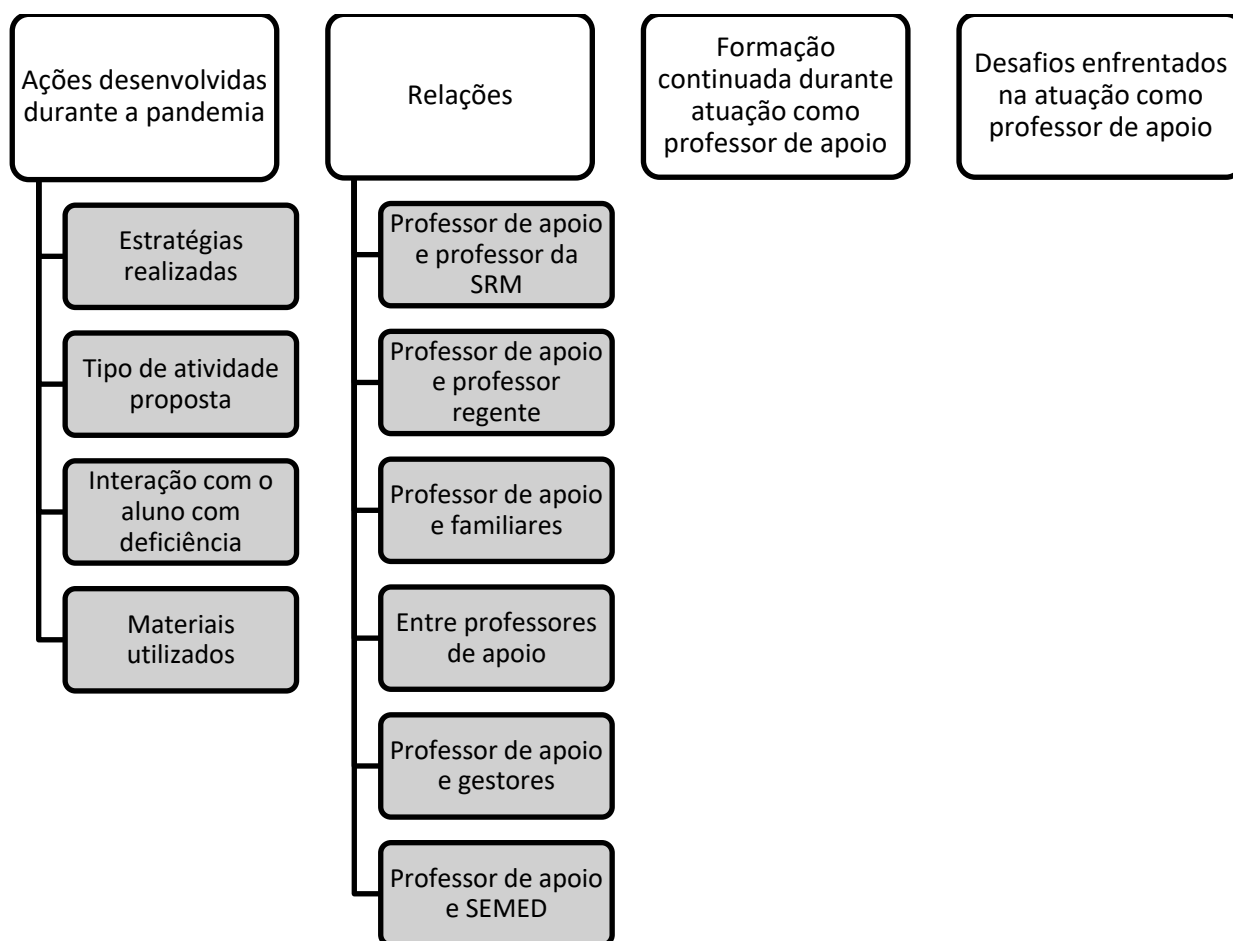 Ações desenvolvidas
durante a pandemia
Estratégias
realizadas
Tipo de atividade
proposta
Interação com o
aluno com
deficiência
Materiais
utilizados
Relações
Professor de apoio
e professor da
SRM
Professor de apoio
e professor
regente
Professor de apoio
e familiares
Entre professores
de apoio
Professor de apoio
e gestores
Professor de apoio
e SEMED
Formação
continuada durante
atuação como
professor de apoio
Desafios enfrentados
na atuação como
professor de apoio